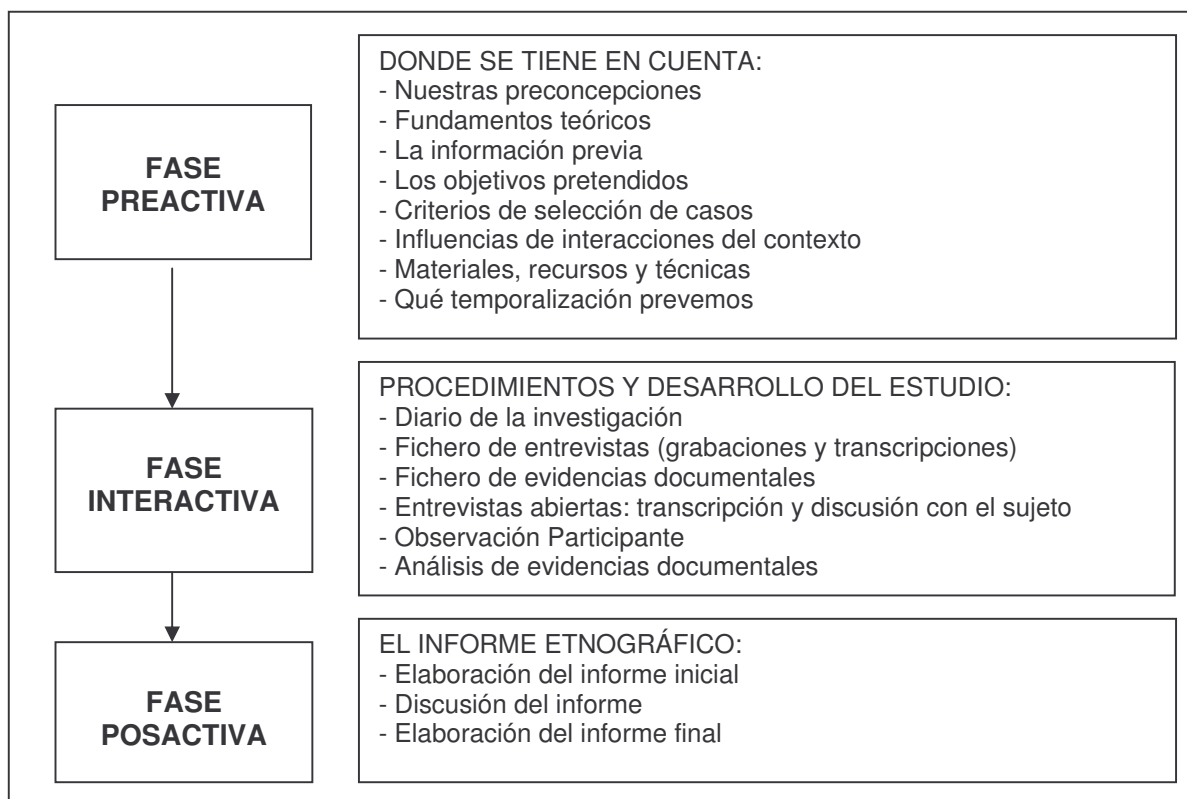 FASE
PREACTIVA
DONDE SE TIENE EN CUENTA:
- Nuestras preconcepciones
- Fundamentos teóricos
- La información previa
- Los objetivos pretendidos
- Criterios de selección de casos
- Influencias de interacciones del contexto
- Materiales, recursos y técnicas
- Qué temporalización prevemos
FASE
INTERACTIVA
PROCEDIMIENTOS Y DESARROLLO DEL ESTUDIO:
- Diario de la investigación
- Fichero de entrevistas (grabaciones y transcripciones)
- Fichero de evidencias documentales
- Entrevistas abiertas: transcripción y discusión con el sujeto
- Observación Participante
- Análisis de evidencias documentales
FASE
POSACTIVA
EL INFORME ETNOGRÁFICO:
- Elaboración del informe inicial
- Discusión del informe
- Elaboración del informe final